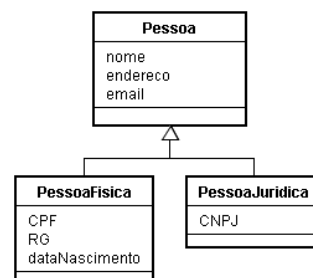 Pessoa
nome
endereco
email
PessoaFisica
CPF
RG
dataNascimento
PessoaJuridica
CNPJ